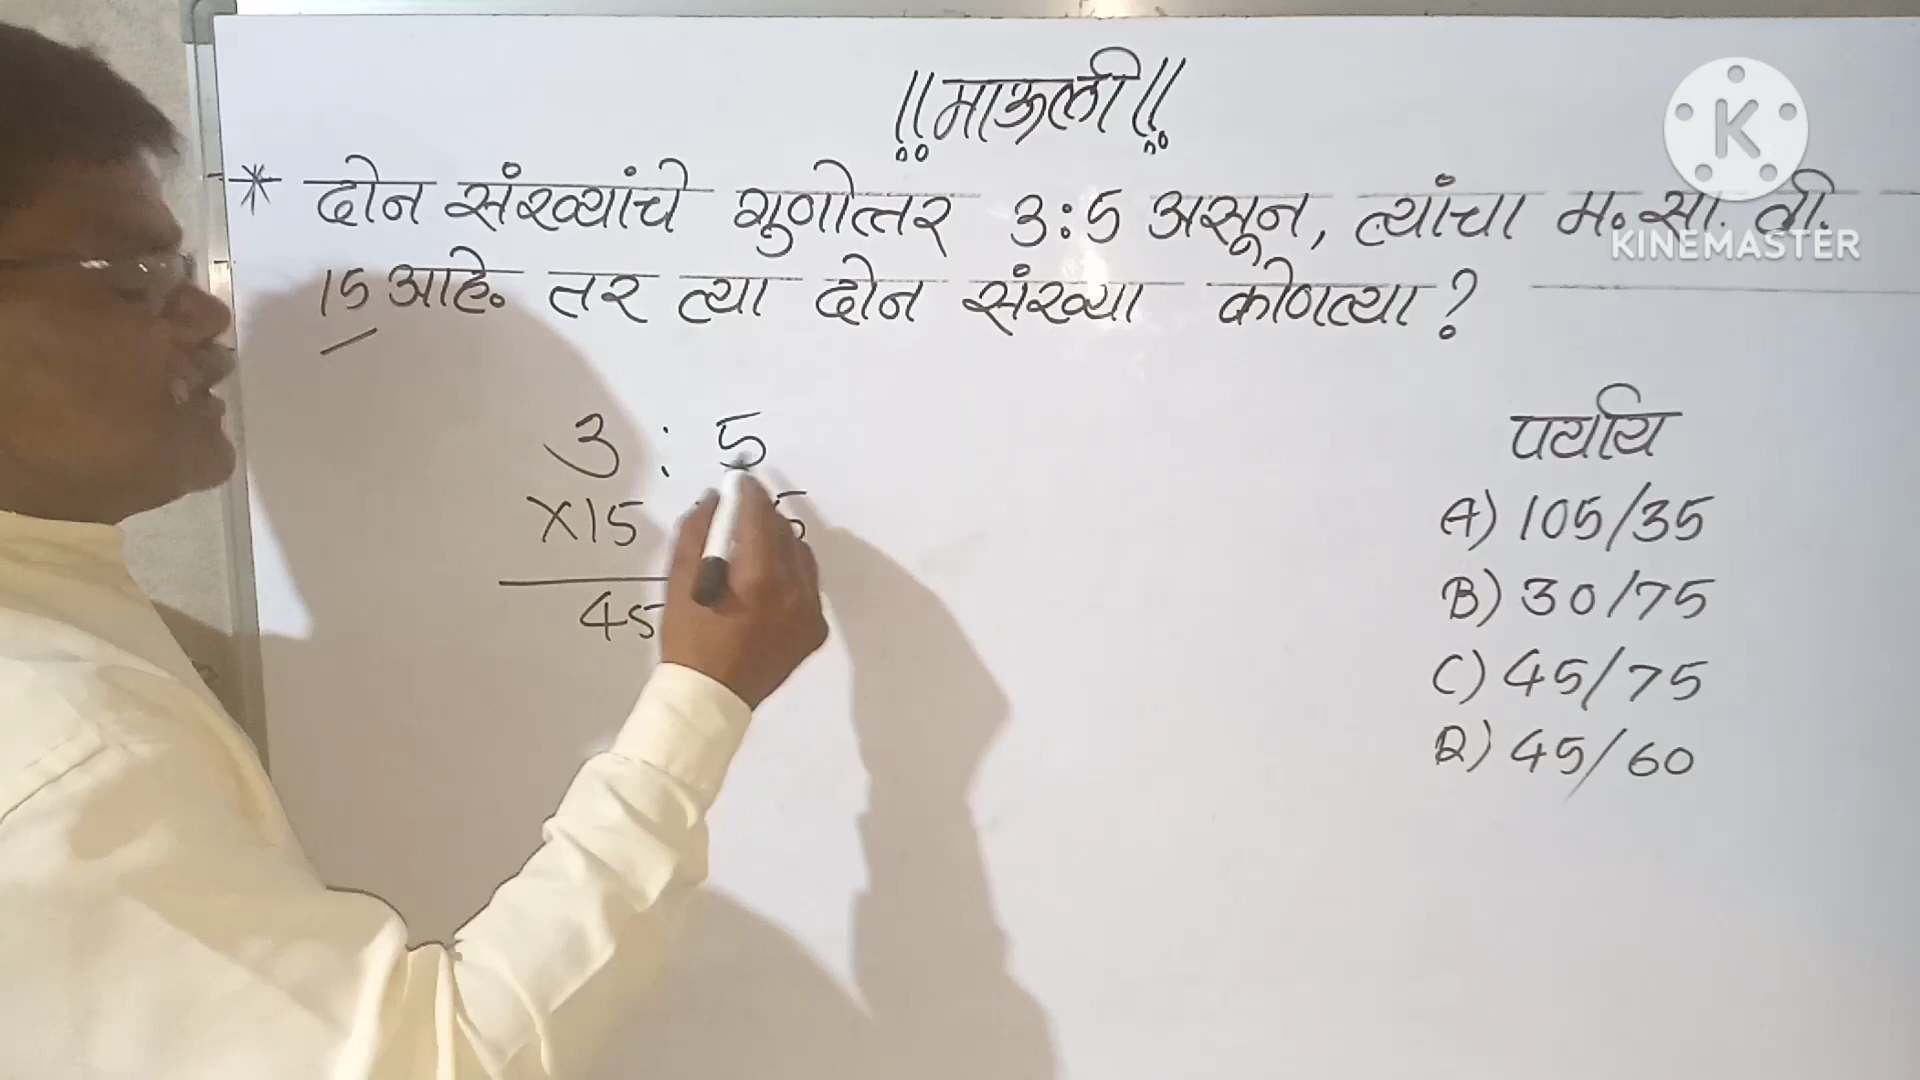 ||माऊली||
* दोन संख्यांचे गुणोत्तर 3:5 असून, त्यांचा म. सा. वी.
15 आहे. तर त्या दोन संख्या कोणत्या?
3 : 5
×15
45
पर्याय
A) 105/35
B) 30/75
C) 45/75
D) 45/60
K
KINEMASTER